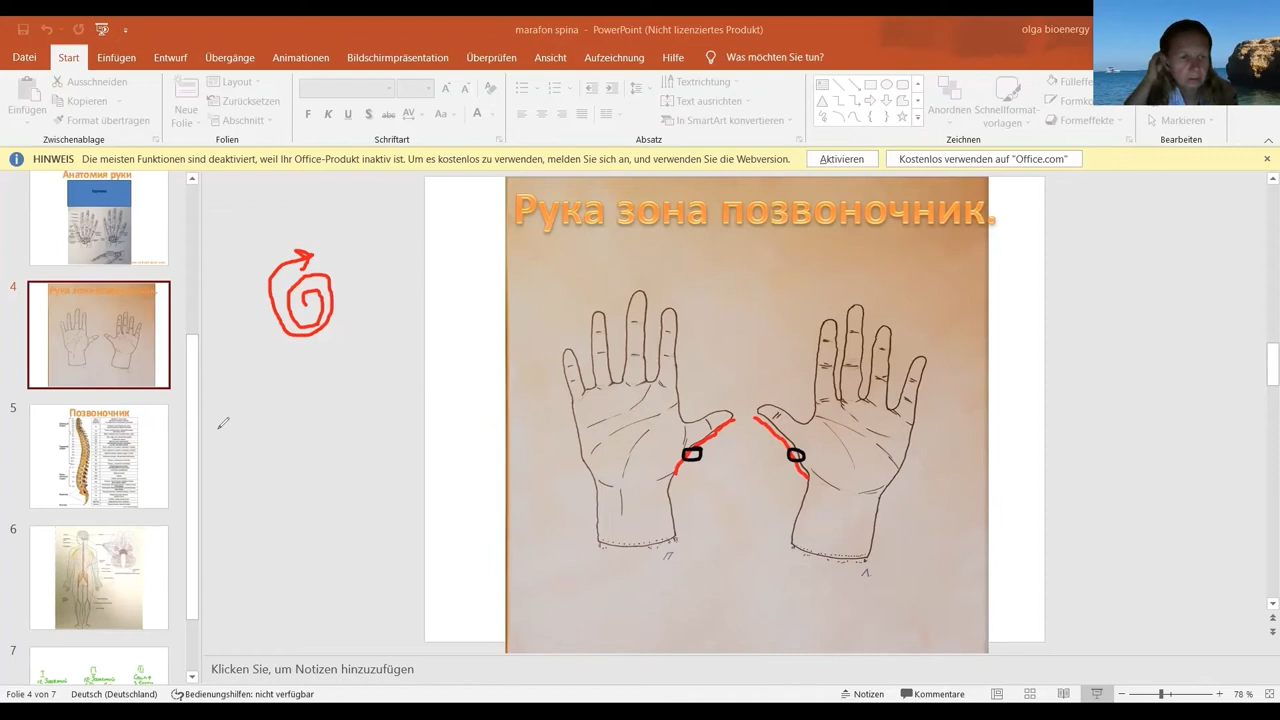 marafon spina - PowerPoint (Nicht lizenziertes Produkt)
olga bioenergy
Datei Start Einfügen Entwurf Übergänge Animationen Bildschirmpräsentation Überprüfen Ansicht Aufzeichnung Hilfe Was möchten Sie tun?
Einfügen
Ausschneiden
Kopieren
Format übertragen
Zwischenablage
Neue Folie
Layout
Zurücksetzen
Abschnitt
Folien
F K U S abc AV Aa A
Schriftart
Textrichtung
Text ausrichten
In SmartArt konvertieren
Absatz
Anordnen
Schnellformat-vorlagen
Formeffekte
Zeichnen
Markieren
Bearbeiten
HINWEIS Die meisten Funktionen sind deaktiviert, weil Ihr Office-Produkt inaktiv ist. Um es kostenlos zu verwenden, melden Sie sich an, und verwenden Sie die Webversion.
Aktivieren
Kostenlos verwenden auf "Office.com"
Анатомия руки
4
5
Позвоночник
6
7
Рука зона позвоночник.
П
Л
Klicken Sie, um Notizen hinzuzufügen
Folie 4 von 7 Deutsch (Deutschland) Bedienungshilfen: nicht verfügbar Notizen Kommentare 78 %